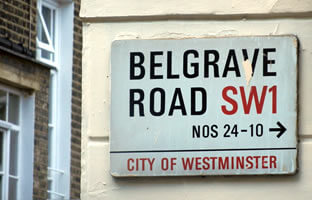 BELGRAVE
ROAD SW1
NOS 24-10 →
CITY OF WESTMINSTER